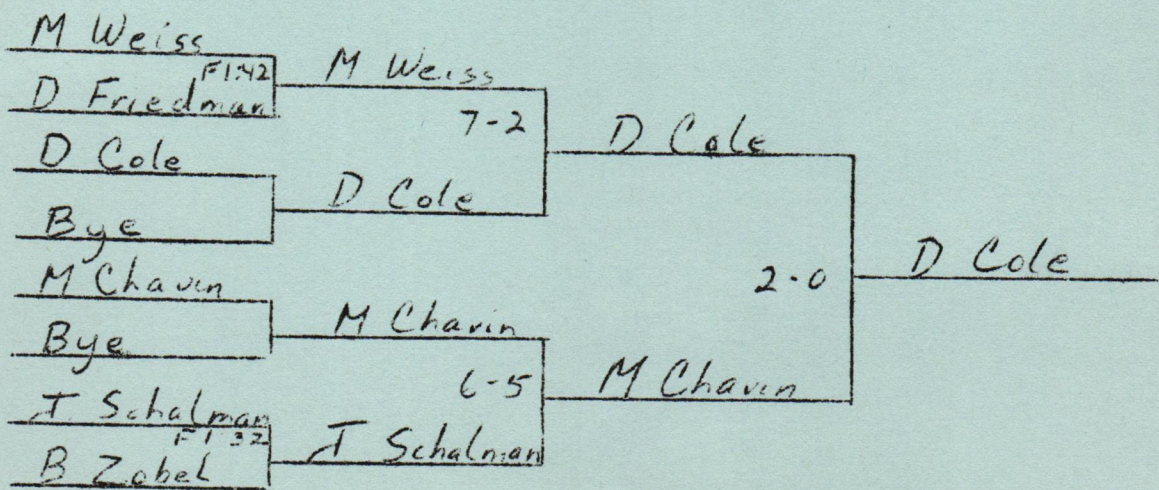 M Weiss
F 1:42
D Friedman
D Cole
Bye
M Chavin
Bye
J Schalman
F 1 32
B Zobel
M Weiss
7-2
D Cole
M Chavin
6-5
J Schalman
D Cole
2-0
M Chavin
D Cole